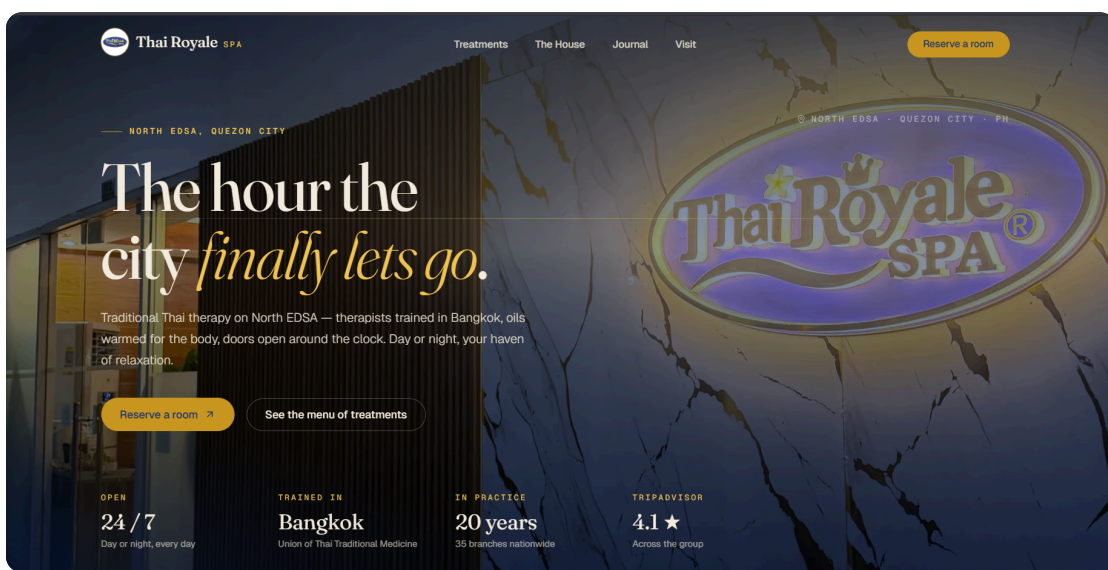 Thai Royale SPA
Treatments
The House
Journal
Visit
Reserve a room
NORTH EDSA, QUEZON CITY
NORTH EDSA · QUEZON CITY · PH
The hour the
city finally lets go.
Thai Royale ®
SPA
Traditional Thai therapy on North EDSA — therapists trained in Bangkok, oils
warmed for the body, doors open around the clock. Day or night, your haven
of relaxation.
Reserve a room ↗
See the menu of treatments
OPEN
24 / 7
Day or night, every day
TRAINED IN
Bangkok
Union of Thai Traditional Medicine
IN PRACTICE
20 years
35 branches nationwide
TRIPADVISOR
4.1 ★
Across the group